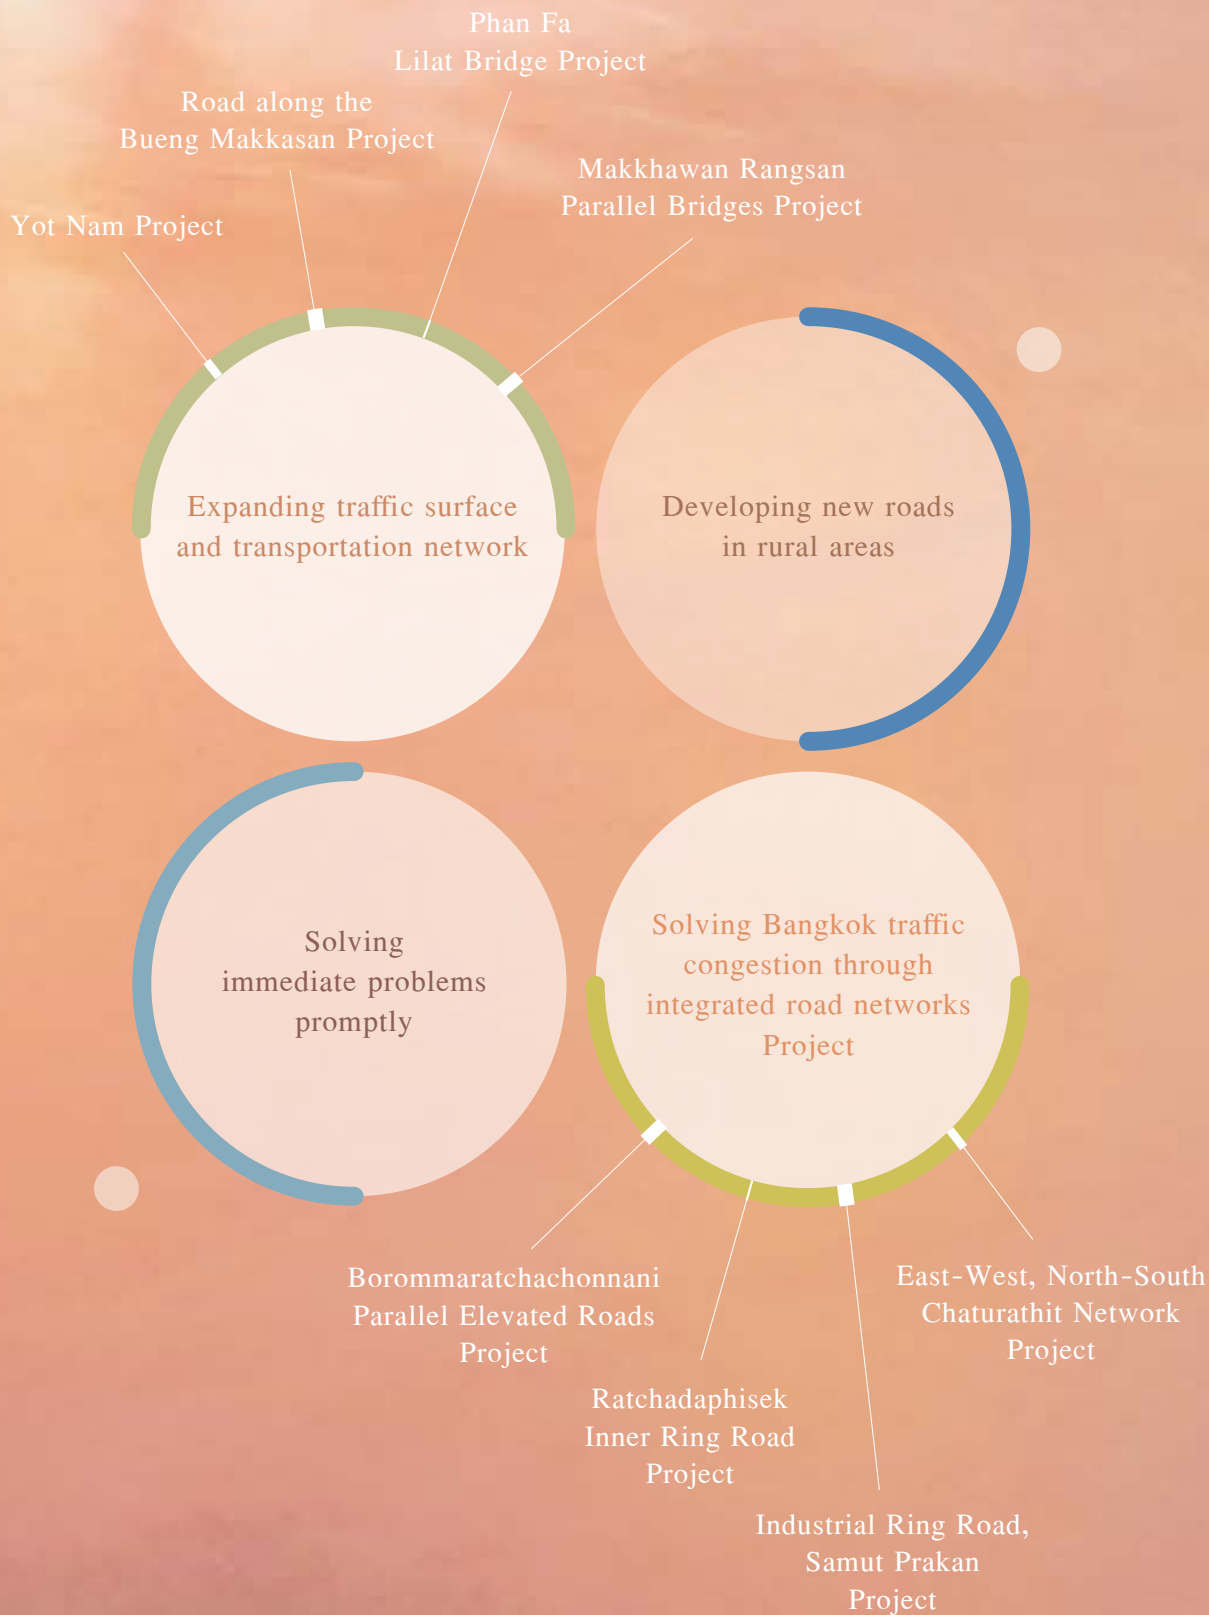 Phan Fa
Lilat Bridge Project
Road along the
Bueng Makkasan Project
Makkhawan Rangsan
Parallel Bridges Project
Yot Nam Project
Expanding traffic surface
and transportation network
Developing new roads
in rural areas
Solving
immediate problems
promptly
Solving Bangkok traffic
congestion through
integrated road networks
Project
Borommaratchachonnani
Parallel Elevated Roads
Project
East-West, North-South
Chaturathit Network
Project
Ratchadaphisek
Inner Ring Road
Project
Industrial Ring Road,
Samut Prakan
Project